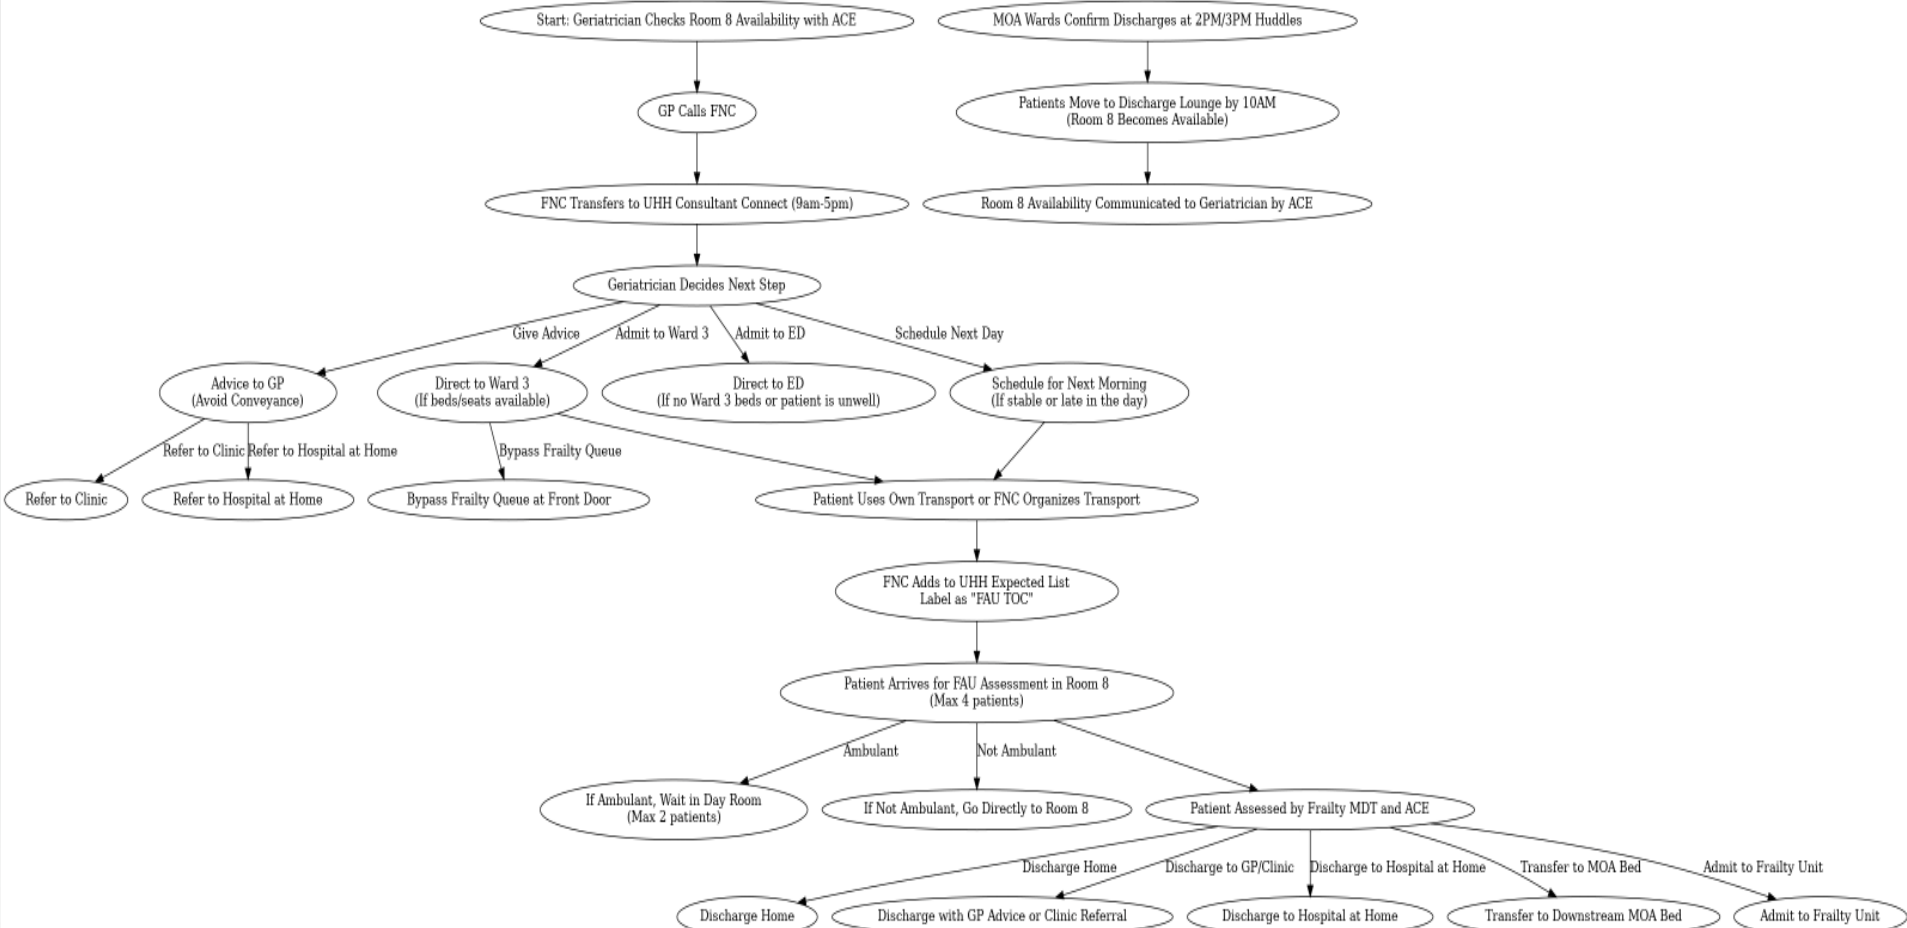 Start: Geriatrician Checks Room 8 Availability with ACE
MOA Wards Confirm Discharges at 2PM/3PM Huddles
GP Calls FNC
Patients Move to Discharge Lounge by 10AM
(Room 8 Becomes Available)
FNC Transfers to UHH Consultant Connect (9am-5pm)
Room 8 Availability Communicated to Geriatrician by ACE
Geriatrician Decides Next Step
Give Advice
Admit to Ward 3
Admit to ED
Schedule Next Day
Advice to GP
(Avoid Conveyance)
Direct to Ward 3
(If beds/seats available)
Direct to ED
(If no Ward 3 beds or patient is unwell)
Schedule for Next Morning
(If stable or late in the day)
Refer to Clinic
Refer to Hospital at Home
Bypass Frailty Queue
Refer to Clinic
Refer to Hospital at Home
Bypass Frailty Queue at Front Door
Patient Uses Own Transport or FNC Organizes Transport
FNC Adds to UHH Expected List
Label as "FAU TOC"
Patient Arrives for FAU Assessment in Room 8
(Max 4 patients)
Ambulant
Not Ambulant
If Ambulant, Wait in Day Room
(Max 2 patients)
If Not Ambulant, Go Directly to Room 8
Patient Assessed by Frailty MDT and ACE
Discharge Home
Discharge to GP/Clinic
Discharge to Hospital at Home
Transfer to MOA Bed
Admit to Frailty Unit
Discharge Home
Discharge with GP Advice or Clinic Referral
Discharge to Hospital at Home
Transfer to Downstream MOA Bed
Admit to Frailty Unit